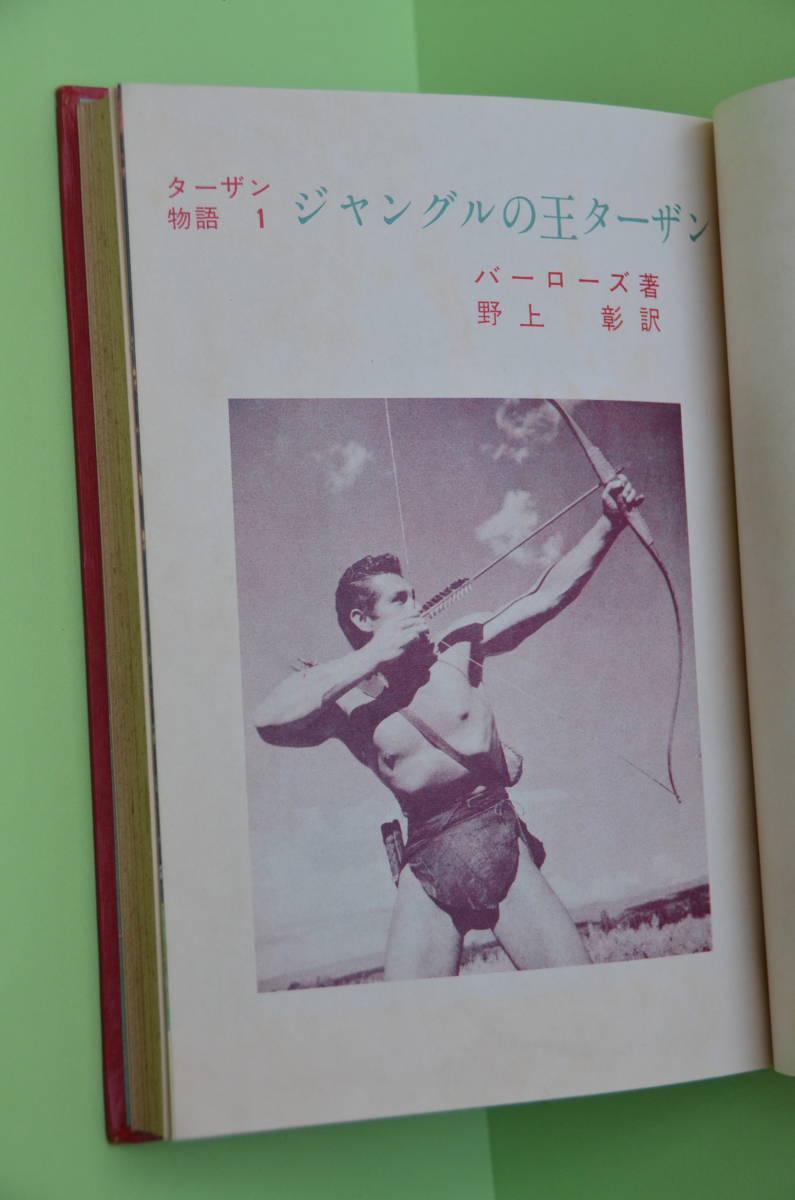 ターザン
物語 1
ジャングルの王ターザン
バーローズ著
野上 彰訳